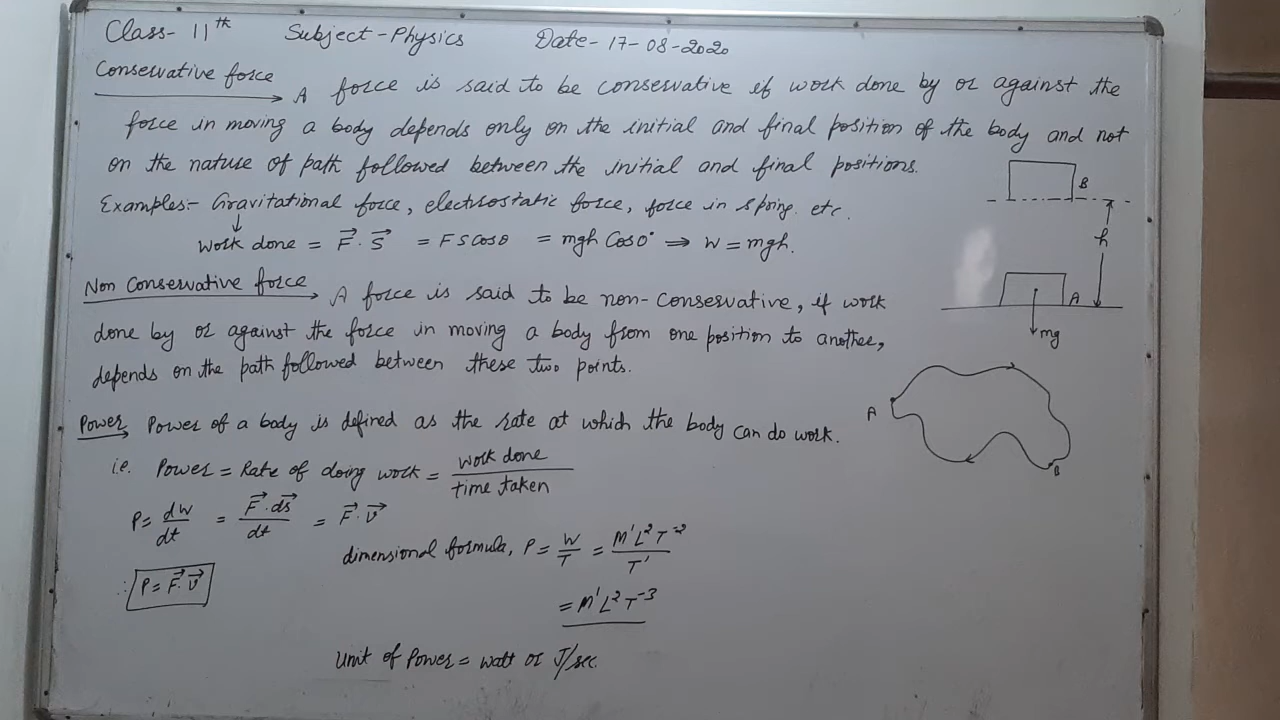 Class- 11th Subject - Physics Date- 17-08-2020
Conservative force
A force is said to be conservative if work done by or against the
force in moving a body depends only on the initial and final position of the body and not
on the nature of path followed between the initial and final positions.
Examples:- Gravitational force, electrostatic force, force in spring. etc.
Work done = F⃗. S⃗ = FS cosθ = mgh Cos0° ⇒ W = mgh.
B
h
A
mg
Non Conservative force
A force is said to be non-conservative, if work
done by or against the force in moving a body from one position to another,
depends on the path followed between these two points.
A
B
Power Power of a body is defined as the rate at which the body can do work.
i.e. Power = Rate of doing work = work done / time taken
P = dW/dt = F⃗.ds⃗/dt = F⃗.v⃗
∴ P = F⃗.v⃗
dimensional formula, P = W/T = M¹L²T⁻²/T¹
= M¹L²T⁻³
Unit of Power = watt or J/sec.